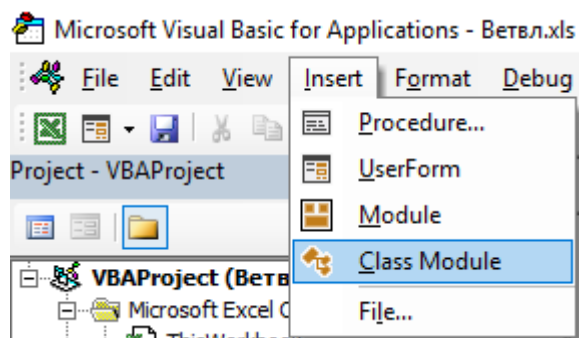 Microsoft Visual Basic for Applications - Ветвл.xls
File Edit View Insert Format Debug
Procedure...
Project - VBAProject
UserForm
Module
Class Module
VBAProject (Ветв
Microsoft Excel
File...